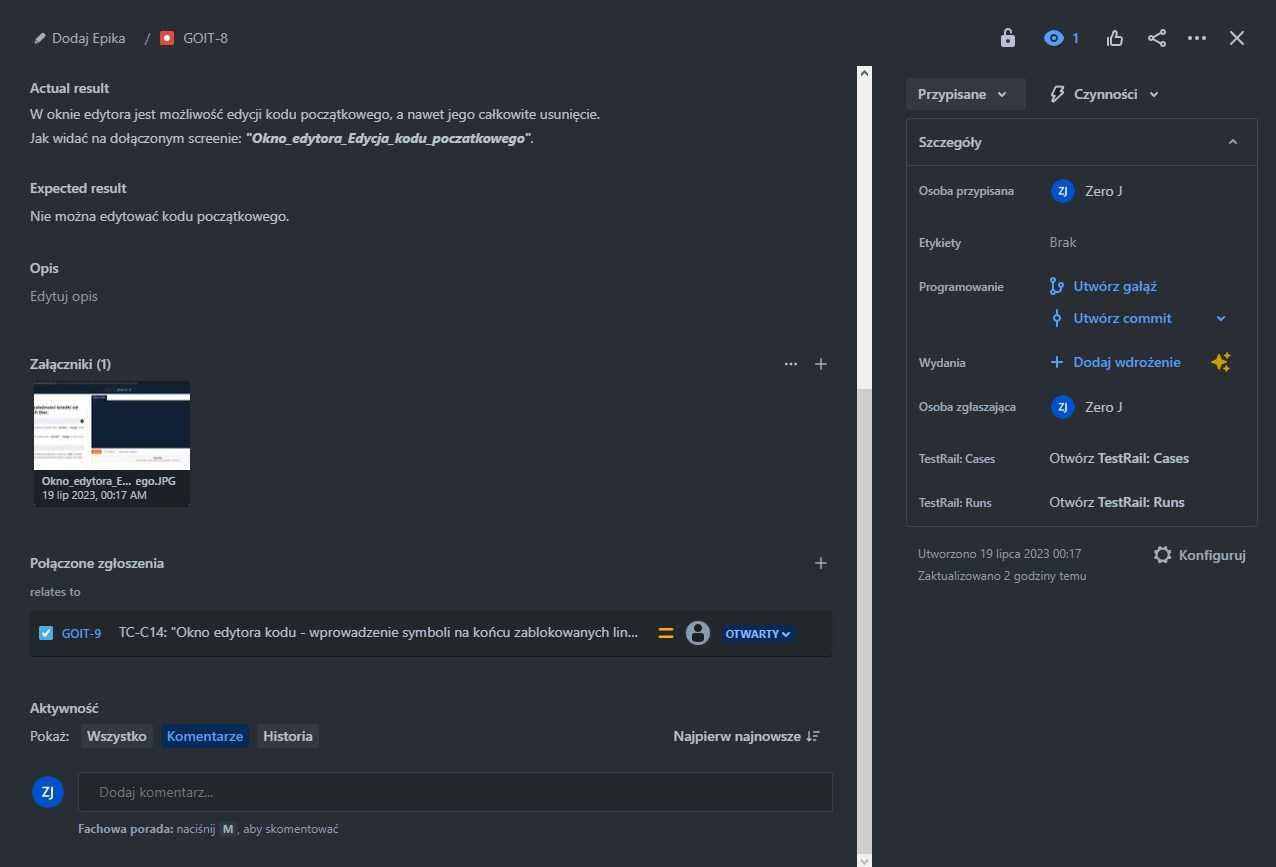 Dodaj Epika / GOIT-8
1
Actual result
W oknie edytora jest możliwość edycji kodu początkowego, a nawet jego całkowite usunięcie.
Jak widać na dołączonym screenie: "Okno_edytora_Edycja_kodu_poczatkowego".
Expected result
Nie można edytować kodu początkowego.
Opis
Edytuj opis
Załączniki (1)
Okno_edytora_E... ego.JPG
19 lip 2023, 00:17 AM
Połączone zgłoszenia
relates to
GOIT-9 TC-C14: "Okno edytora kodu - wprowadzenie symboli na końcu zablokowanych lin... OTWARTY
Aktywność
Pokaż: Wszystko Komentarze Historia Najpierw najnowsze
ZJ Dodaj komentarz...
Fachowa porada: naciśnij M, aby skomentować
Przypisane Czynności
Szczegóły
Osoba przypisana ZJ Zero J
Etykiety Brak
Programowanie Utwórz gałąź
Utwórz commit
Wydania Dodaj wdrożenie
Osoba zgłaszająca ZJ Zero J
TestRail: Cases Otwórz TestRail: Cases
TestRail: Runs Otwórz TestRail: Runs
Utworzono 19 lipca 2023 00:17
Zaktualizowano 2 godziny temu
Konfiguruj